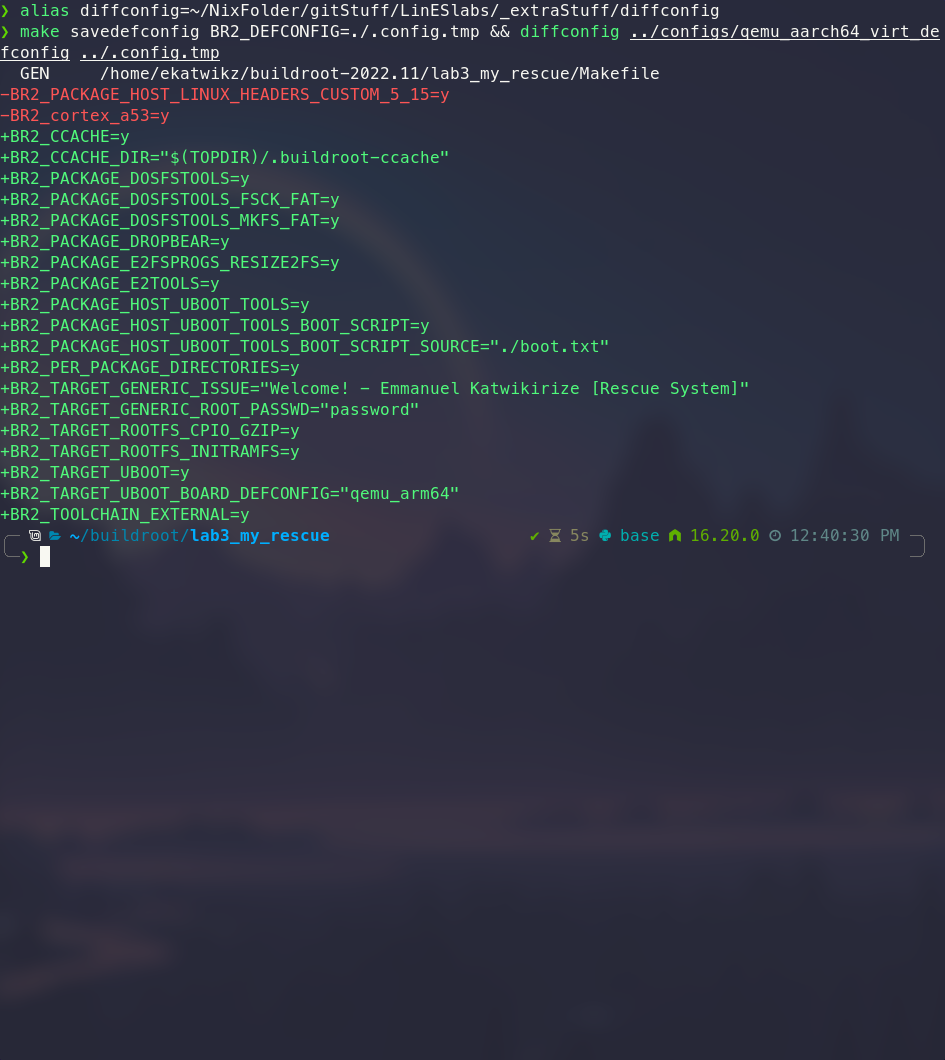 ❯ alias diffconfig=~/NixFolder/gitStuff/LinESlabs/_extraStuff/diffconfig
❯ make savedefconfig BR2_DEFCONFIG=./.config.tmp && diffconfig ../configs/qemu_aarch64_virt_de
fconfig ../.config.tmp
  GEN     /home/ekatwikz/buildroot-2022.11/lab3_my_rescue/Makefile
-BR2_PACKAGE_HOST_LINUX_HEADERS_CUSTOM_5_15=y
-BR2_cortex_a53=y
+BR2_CCACHE=y
+BR2_CCACHE_DIR="$(TOPDIR)/.buildroot-ccache"
+BR2_PACKAGE_DOSFSTOOLS=y
+BR2_PACKAGE_DOSFSTOOLS_FSCK_FAT=y
+BR2_PACKAGE_DOSFSTOOLS_MKFS_FAT=y
+BR2_PACKAGE_DROPBEAR=y
+BR2_PACKAGE_E2FSPROGS_RESIZE2FS=y
+BR2_PACKAGE_E2TOOLS=y
+BR2_PACKAGE_HOST_UBOOT_TOOLS=y
+BR2_PACKAGE_HOST_UBOOT_TOOLS_BOOT_SCRIPT=y
+BR2_PACKAGE_HOST_UBOOT_TOOLS_BOOT_SCRIPT_SOURCE="./boot.txt"
+BR2_PER_PACKAGE_DIRECTORIES=y
+BR2_TARGET_GENERIC_ISSUE="Welcome! - Emmanuel Katwikirize [Rescue System]"
+BR2_TARGET_GENERIC_ROOT_PASSWD="password"
+BR2_TARGET_ROOTFS_CPIO_GZIP=y
+BR2_TARGET_ROOTFS_INITRAMFS=y
+BR2_TARGET_UBOOT=y
+BR2_TARGET_UBOOT_BOARD_DEFCONFIG="qemu_arm64"
+BR2_TOOLCHAIN_EXTERNAL=y
~/buildroot/lab3_my_rescue ✔ 5s base 16.20.0 12:40:30 PM
❯